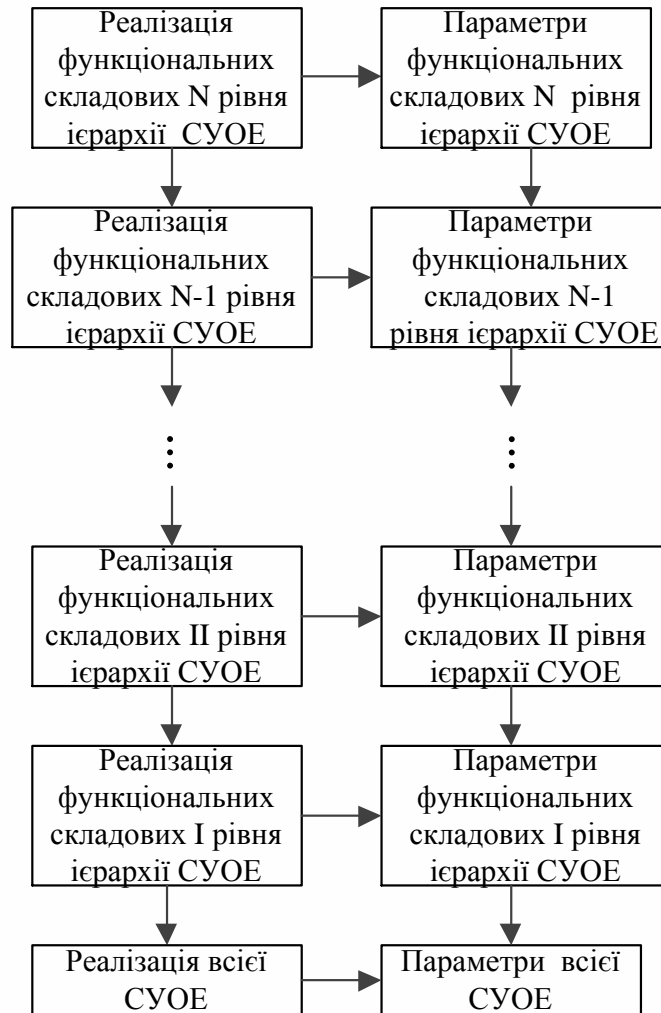 Реалізація
функціональних
складових N рівня
ієрархії СУОЕ
Параметри
функціональних
складових N рівня
ієрархії СУОЕ
Реалізація
функціональних
складових N-1 рівня
ієрархії СУОЕ
Параметри
функціональних
складових N-1
рівня ієрархії СУОЕ
Реалізація
функціональних
складових II рівня
ієрархії СУОЕ
Параметри
функціональних
складових II рівня
ієрархії СУОЕ
Реалізація
функціональних
складових I рівня
ієрархії СУОЕ
Параметри
функціональних
складових I рівня
ієрархії СУОЕ
Реалізація всієї
СУОЕ
Параметри всієї
СУОЕ